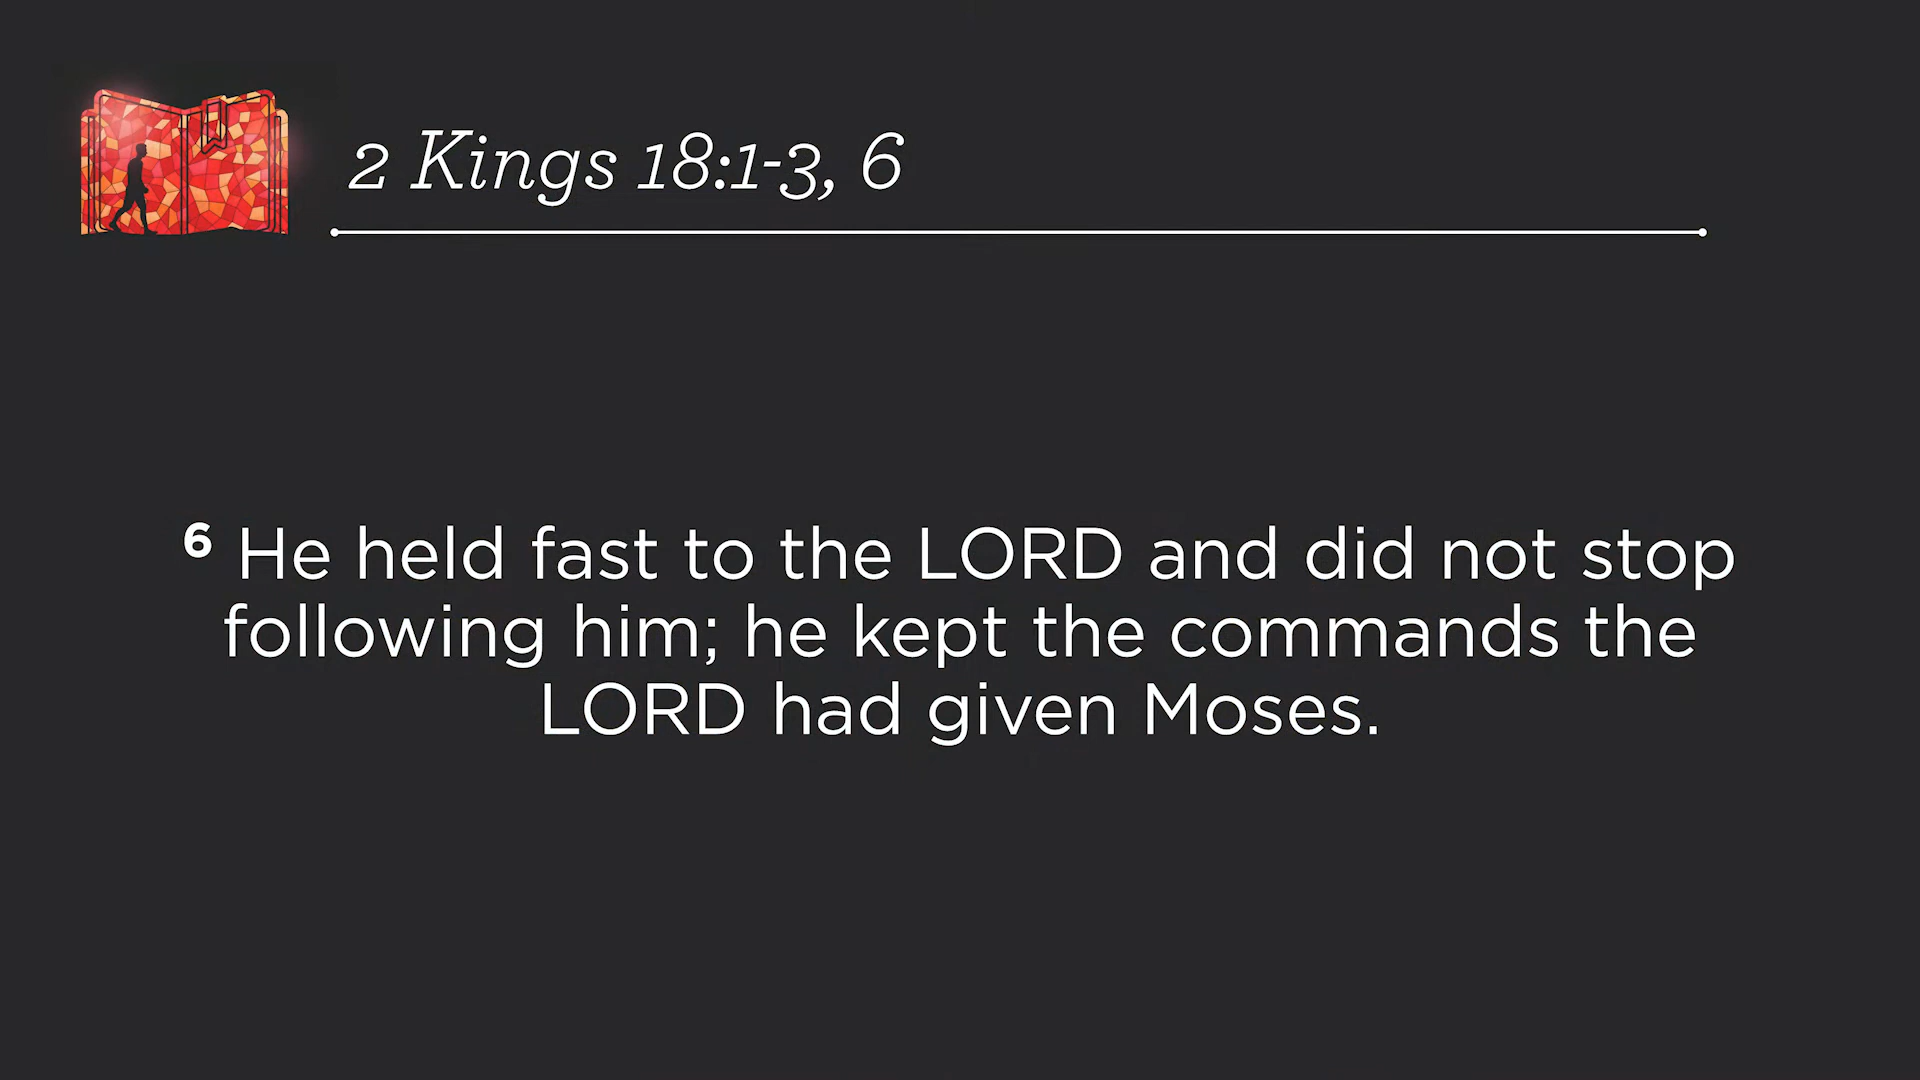 2 Kings 18:1-3, 6
6 He held fast to the LORD and did not stop
following him; he kept the commands the
LORD had given Moses.